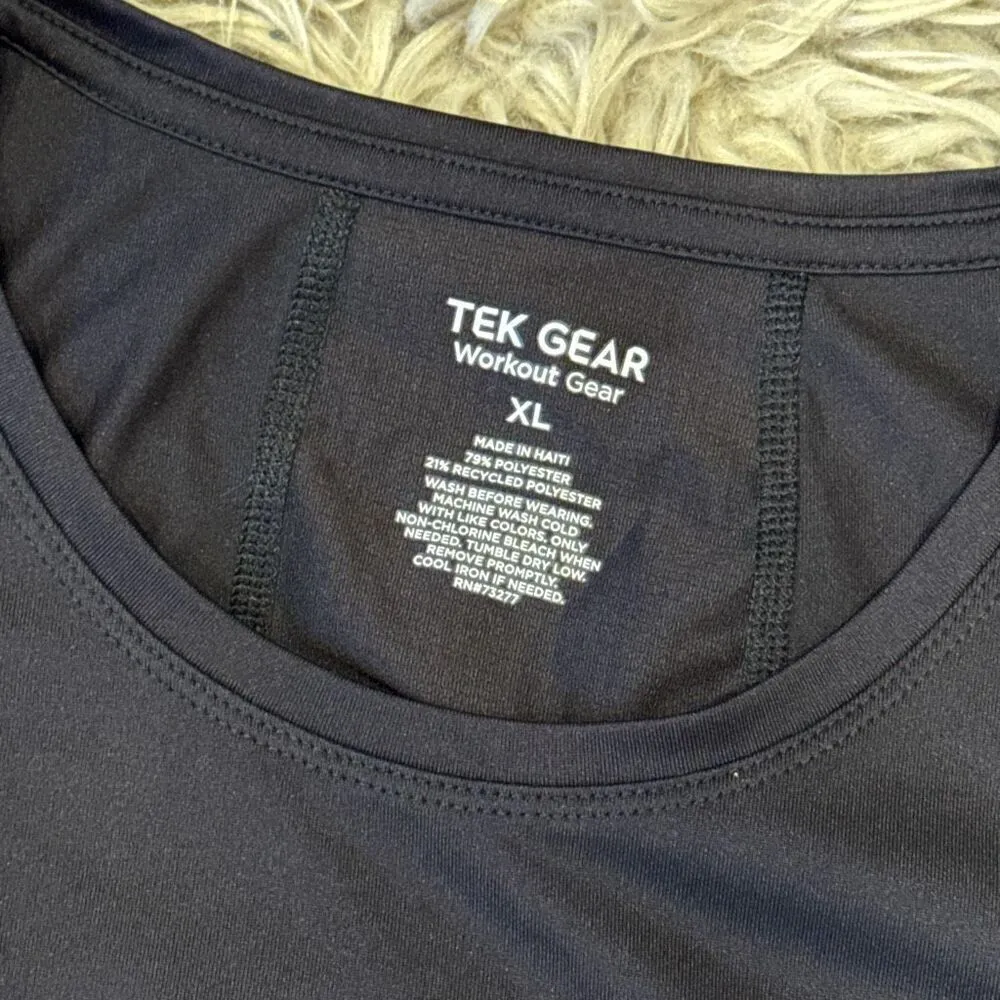 TEK GEAR
Workout Gear
XL
MADE IN HAITI
79% POLYESTER
21% RECYCLED POLYESTER
WASH BEFORE WEARING.
MACHINE WASH COLD
WITH LIKE COLORS. ONLY
NON-CHLORINE BLEACH WHEN
NEEDED. TUMBLE DRY LOW.
REMOVE PROMPTLY.
COOL IRON IF NEEDED.
RN#73277